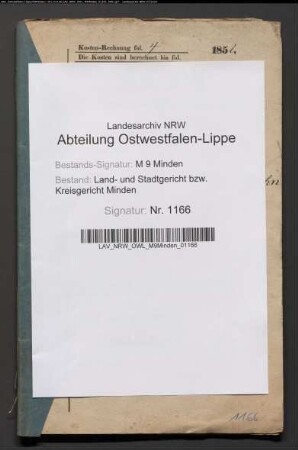 Kosten-Rechnung fol. 4 1854
Die Kosten sind berechnet bis fol.
Landesarchiv NRW
Abteilung Ostwestfalen-Lippe
Bestands-Signatur: M 9 Minden
Bestand: Land- und Stadtgericht bzw.
Kreisgericht Minden
Signatur: Nr. 1166
LAV_NRW_OWL_M9Minden_01166
1166